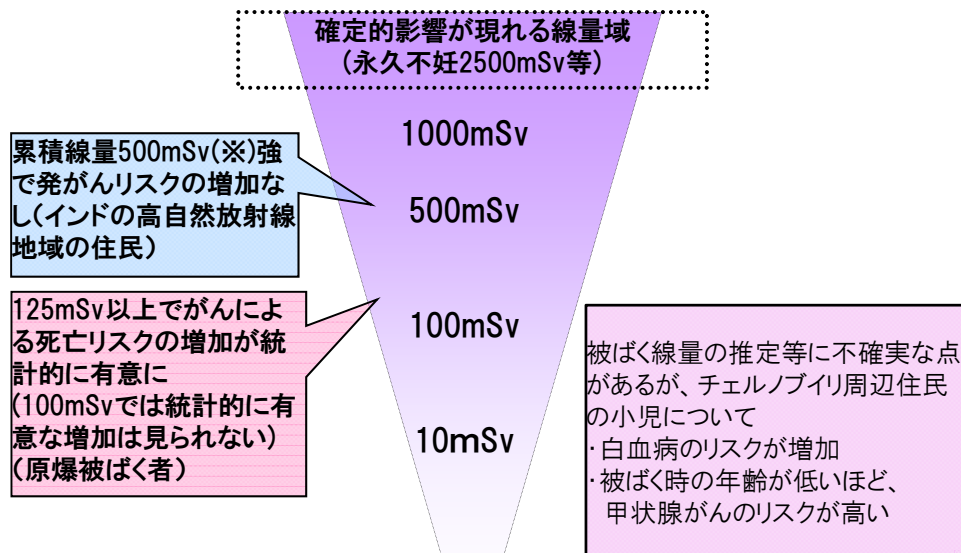 確定的影響が現れる線量域
(永久不妊2500mSv等)
1000mSv
累積線量500mSv(※)強
で発がんリスクの増加な
し(インドの高自然放射線
地域の住民)
500mSv
125mSv以上でがんによ
る死亡リスクの増加が統
計的に有意に
(100mSvでは統計的に有
意な増加は見られない)
(原爆被ばく者)
100mSv
10mSv
被ばく線量の推定等に不確実な点
があるが、チェルノブイリ周辺住民
の小児について
・白血病のリスクが増加
・被ばく時の年齢が低いほど、
甲状腺がんのリスクが高い